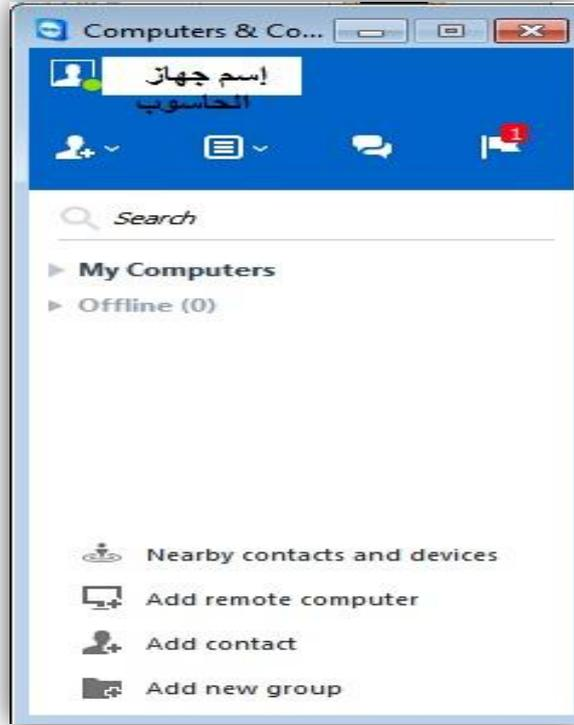 Computers & Co...
إسم جهاز
الحاسوب
1
Search
My Computers
Offline (0)
Nearby contacts and devices
Add remote computer
Add contact
Add new group